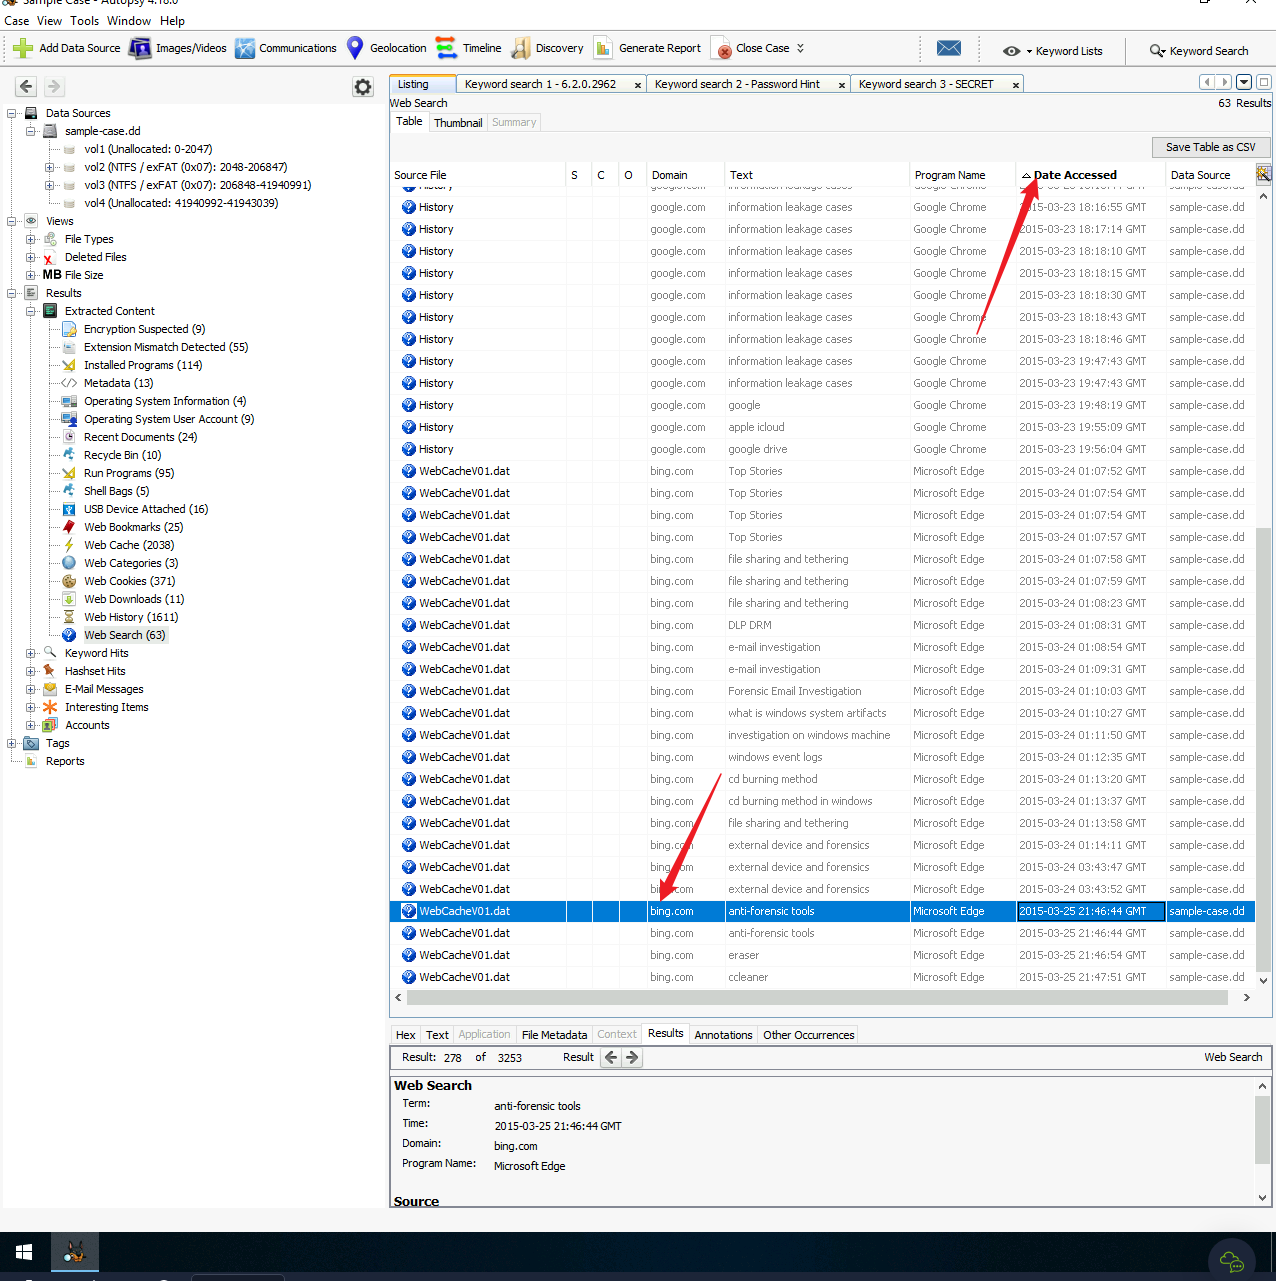 Sample Case - Autopsy 4.18.0
Case View Tools Window Help
Add Data Source Images/Videos Communications Geolocation Timeline Discovery Generate Report Close Case Keyword Lists Keyword Search
Listing Keyword search 1 - 6.2.0.2962 x Keyword search 2 - Password Hint x Keyword search 3 - SECRET x
Web Search 63 Results
Table Thumbnail Summary
Save Table as CSV
Data Sources
sample-case.dd
vol1 (Unallocated: 0-2047)
vol2 (NTFS / exFAT (0x07): 2048-206847)
vol3 (NTFS / exFAT (0x07): 206848-41940991)
vol4 (Unallocated: 41940992-41943039)
Views
File Types
Deleted Files
MB File Size
Results
Extracted Content
Encryption Suspected (9)
Extension Mismatch Detected (55)
Installed Programs (114)
Metadata (13)
Operating System Information (4)
Operating System User Account (9)
Recent Documents (24)
Recycle Bin (10)
Run Programs (95)
Shell Bags (5)
USB Device Attached (16)
Web Bookmarks (25)
Web Cache (2038)
Web Categories (3)
Web Cookies (371)
Web Downloads (11)
Web History (1611)
Web Search (63)
Keyword Hits
Hashset Hits
E-Mail Messages
Interesting Items
Accounts
Tags
Reports
Source File S C O Domain Text Program Name Date Accessed Data Source
History google.com information leakage cases Google Chrome 2015-03-23 18:16:55 GMT sample-case.dd
History google.com information leakage cases Google Chrome 2015-03-23 18:17:14 GMT sample-case.dd
History google.com information leakage cases Google Chrome 2015-03-23 18:18:10 GMT sample-case.dd
History google.com information leakage cases Google Chrome 2015-03-23 18:18:15 GMT sample-case.dd
History google.com information leakage cases Google Chrome 2015-03-23 18:18:30 GMT sample-case.dd
History google.com information leakage cases Google Chrome 2015-03-23 18:18:43 GMT sample-case.dd
History google.com information leakage cases Google Chrome 2015-03-23 18:18:46 GMT sample-case.dd
History google.com information leakage cases Google Chrome 2015-03-23 19:47:43 GMT sample-case.dd
History google.com information leakage cases Google Chrome 2015-03-23 19:47:43 GMT sample-case.dd
History google.com google Google Chrome 2015-03-23 19:48:19 GMT sample-case.dd
History google.com apple icloud Google Chrome 2015-03-23 19:55:09 GMT sample-case.dd
History google.com google drive Google Chrome 2015-03-23 19:56:04 GMT sample-case.dd
WebCacheV01.dat bing.com Top Stories Microsoft Edge 2015-03-24 01:07:52 GMT sample-case.dd
WebCacheV01.dat bing.com Top Stories Microsoft Edge 2015-03-24 01:07:54 GMT sample-case.dd
WebCacheV01.dat bing.com Top Stories Microsoft Edge 2015-03-24 01:07:54 GMT sample-case.dd
WebCacheV01.dat bing.com Top Stories Microsoft Edge 2015-03-24 01:07:57 GMT sample-case.dd
WebCacheV01.dat bing.com file sharing and tethering Microsoft Edge 2015-03-24 01:07:58 GMT sample-case.dd
WebCacheV01.dat bing.com file sharing and tethering Microsoft Edge 2015-03-24 01:07:59 GMT sample-case.dd
WebCacheV01.dat bing.com file sharing and tethering Microsoft Edge 2015-03-24 01:08:23 GMT sample-case.dd
WebCacheV01.dat bing.com DLP DRM Microsoft Edge 2015-03-24 01:08:31 GMT sample-case.dd
WebCacheV01.dat bing.com e-mail investigation Microsoft Edge 2015-03-24 01:08:54 GMT sample-case.dd
WebCacheV01.dat bing.com e-mail investigation Microsoft Edge 2015-03-24 01:09:31 GMT sample-case.dd
WebCacheV01.dat bing.com Forensic Email Investigation Microsoft Edge 2015-03-24 01:10:03 GMT sample-case.dd
WebCacheV01.dat bing.com what is windows system artifacts Microsoft Edge 2015-03-24 01:10:27 GMT sample-case.dd
WebCacheV01.dat bing.com investigation on windows machine Microsoft Edge 2015-03-24 01:11:50 GMT sample-case.dd
WebCacheV01.dat bing.com windows event logs Microsoft Edge 2015-03-24 01:12:35 GMT sample-case.dd
WebCacheV01.dat bing.com cd burning method Microsoft Edge 2015-03-24 01:13:20 GMT sample-case.dd
WebCacheV01.dat bing.com cd burning method in windows Microsoft Edge 2015-03-24 01:13:37 GMT sample-case.dd
WebCacheV01.dat bing.com file sharing and tethering Microsoft Edge 2015-03-24 01:13:58 GMT sample-case.dd
WebCacheV01.dat bing.com external device and forensics Microsoft Edge 2015-03-24 01:14:11 GMT sample-case.dd
WebCacheV01.dat bing.com external device and forensics Microsoft Edge 2015-03-24 03:43:47 GMT sample-case.dd
WebCacheV01.dat bing.com external device and forensics Microsoft Edge 2015-03-24 03:43:52 GMT sample-case.dd
WebCacheV01.dat bing.com anti-forensic tools Microsoft Edge 2015-03-25 21:46:44 GMT sample-case.dd
WebCacheV01.dat bing.com anti-forensic tools Microsoft Edge 2015-03-25 21:46:44 GMT sample-case.dd
WebCacheV01.dat bing.com eraser Microsoft Edge 2015-03-25 21:46:54 GMT sample-case.dd
WebCacheV01.dat bing.com ccleaner Microsoft Edge 2015-03-25 21:47:51 GMT sample-case.dd
Hex Text Application File Metadata Context Results Annotations Other Occurrences
Result: 278 of 3253 Result Web Search
Web Search
Term: anti-forensic tools
Time: 2015-03-25 21:46:44 GMT
Domain: bing.com
Program Name: Microsoft Edge
Source